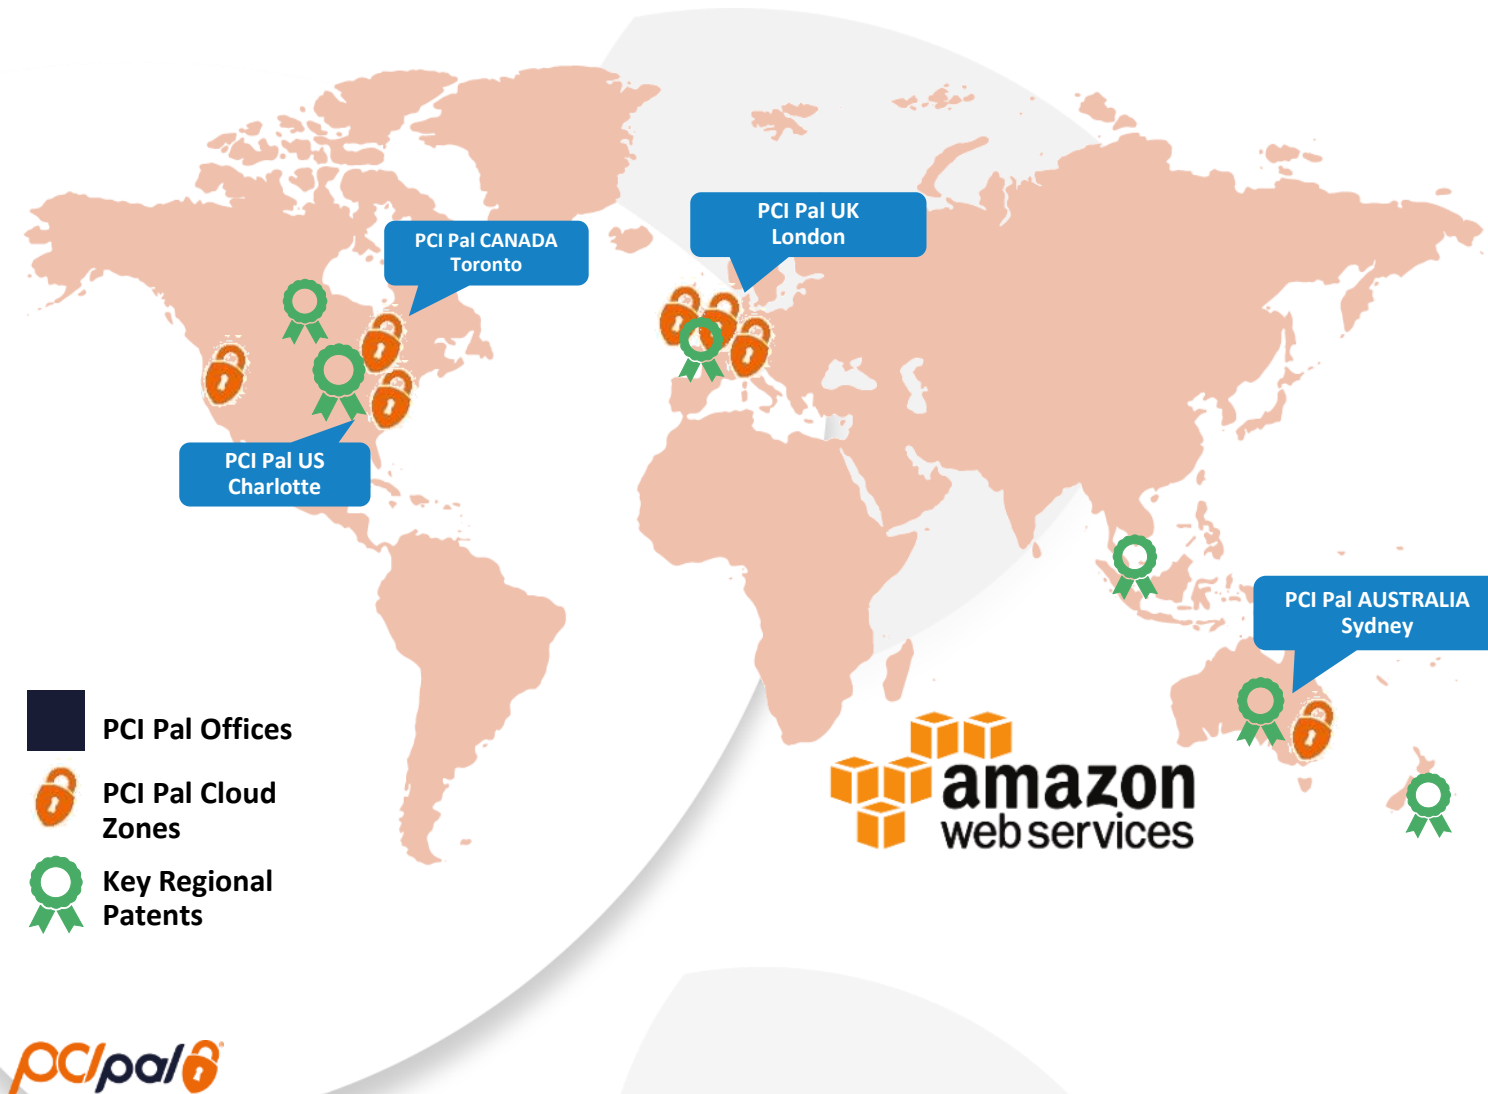 PCI Pal UK
London
PCI Pal CANADA
Toronto
PCI Pal US
Charlotte
PCI Pal AUSTRALIA
Sydney
PCI Pal Offices
PCI Pal Cloud
Zones
Key Regional
Patents
amazon
web services
pcipal